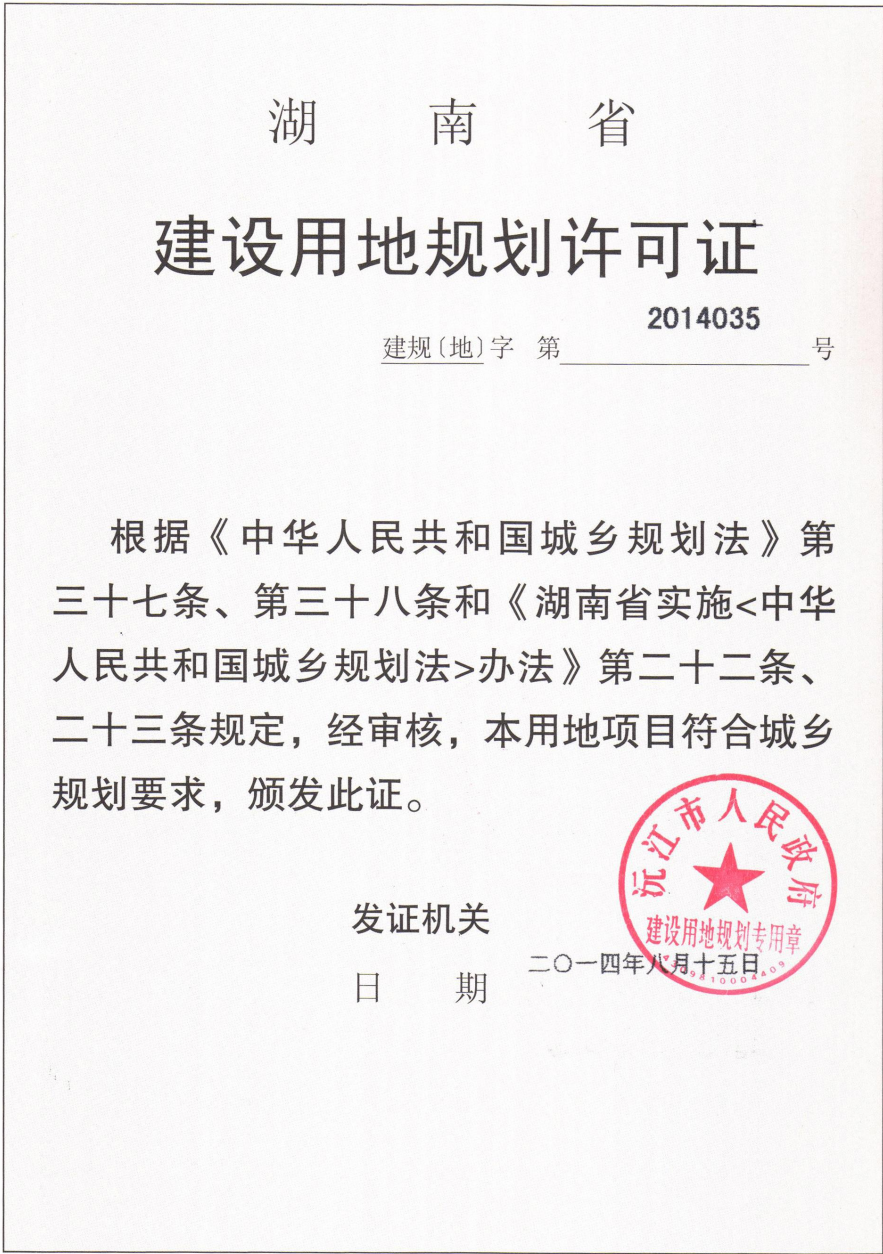 湖南省
建设用地规划许可证
2014035
建规〔地〕字 第 号
根据《中华人民共和国城乡规划法》第
三十七条、第三十八条和《湖南省实施<中华
人民共和国城乡规划法>办法》第二十二条、
二十三条规定，经审核，本用地项目符合城乡
规划要求，颁发此证。
沅江市人民政府
建设用地规划专用章
4309810004409
发证机关
二〇一四年八月十五日
日期